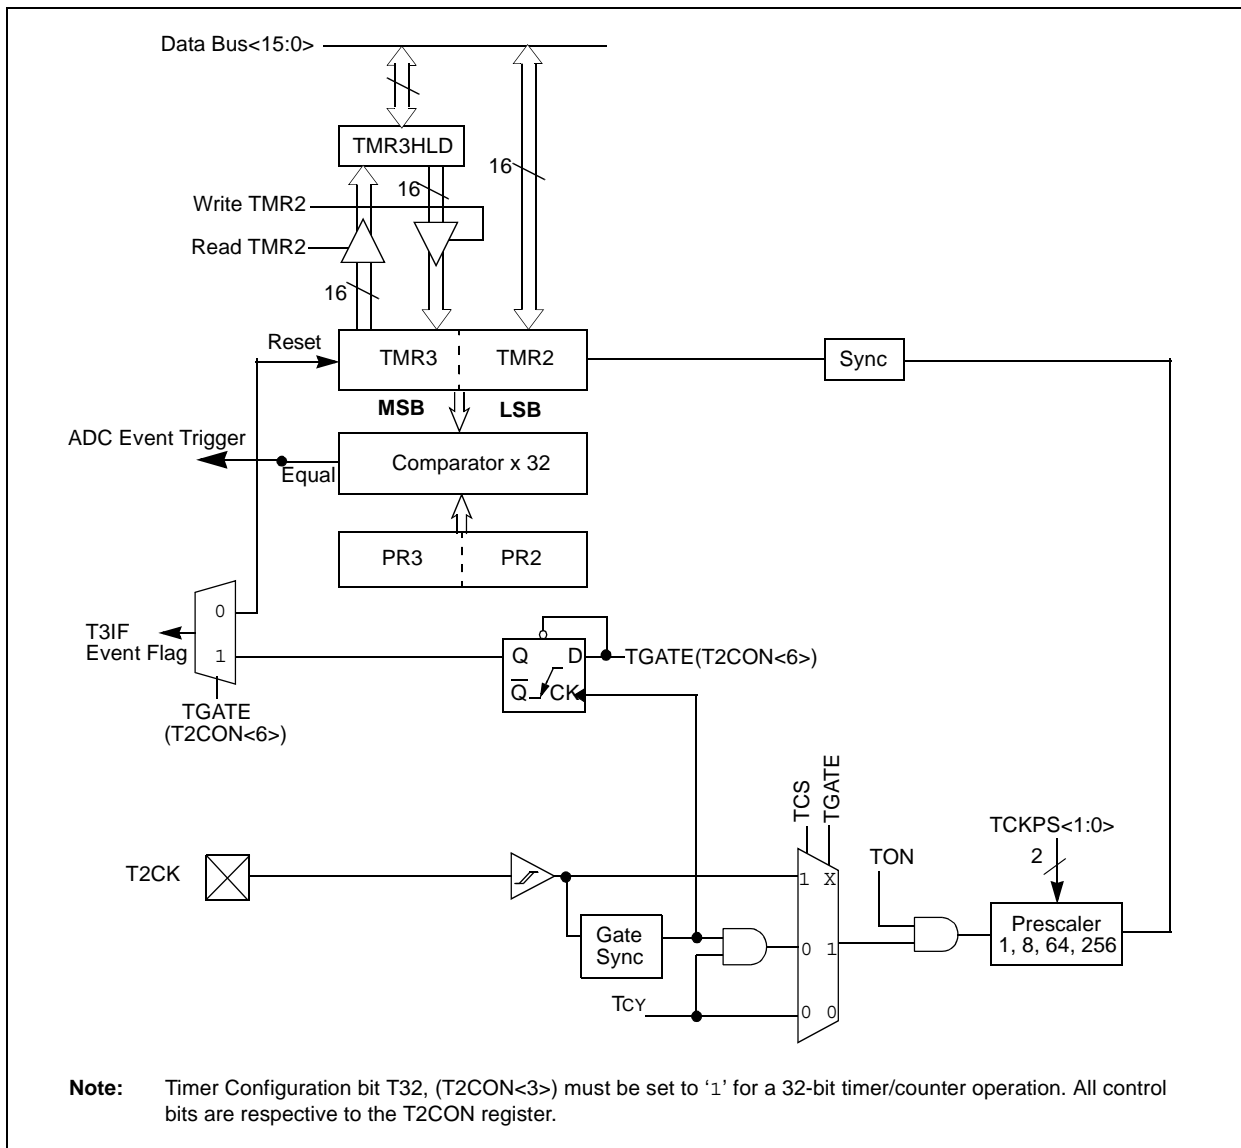 Data Bus<15:0>
TMR3HLD
16
16
Write TMR2
Read TMR2
16
Reset
TMR3
TMR2
Sync
MSB
LSB
ADC Event Trigger
Equal
Comparator x 32
PR3
PR2
0
T3IF
Event Flag
1
Q
D
TGATE(T2CON<6>)
Q
CK
TGATE
(T2CON<6>)
TCS
TGATE
TCKPS<1:0>
2
TON
T2CK
1 X
Prescaler
1, 8, 64, 256
Gate
Sync
0 1
TCY
0 0
Note: Timer Configuration bit T32, (T2CON<3>) must be set to ‘1’ for a 32-bit timer/counter operation. All control
bits are respective to the T2CON register.